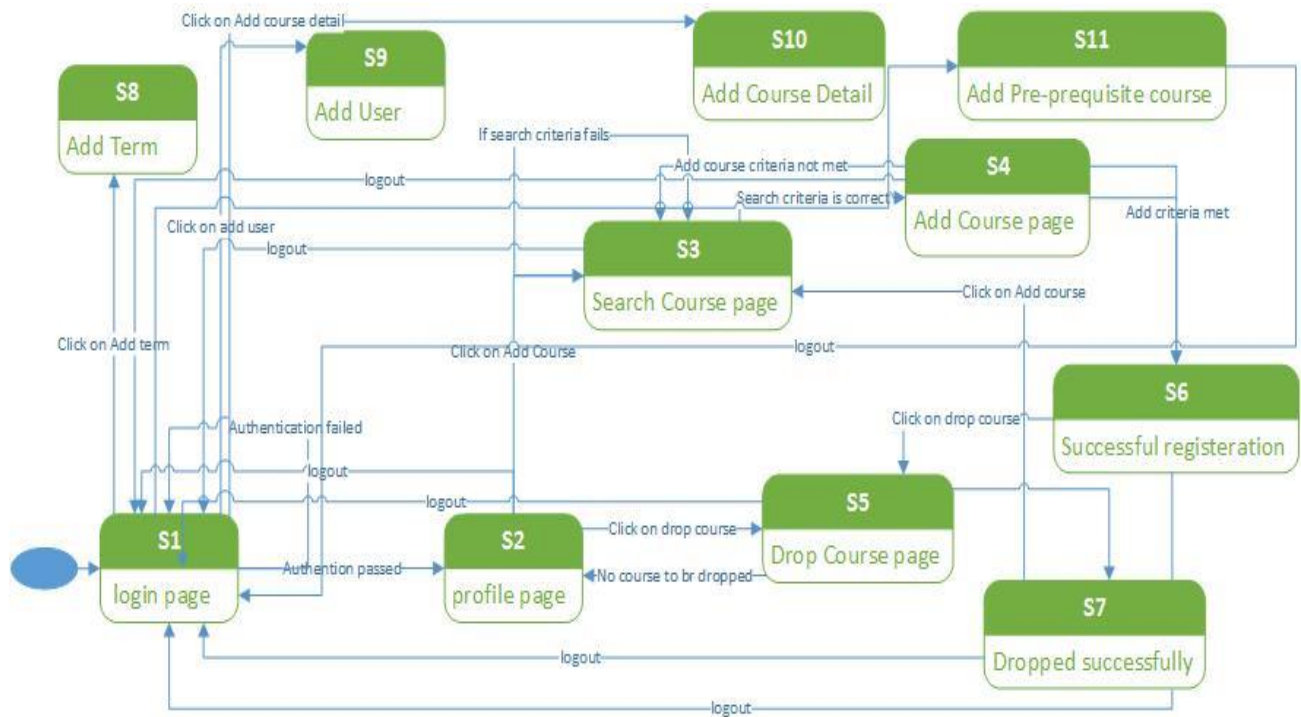 Click on Add course detail
S10
Add Course Detail
S11
Add Pre-prequisite course
S9
Add User
S8
Add Term
If search criteria fails
Add course criteria not met
logout
S4
Add Course page
Search criteria is correct
Add criteria met
Click on add user
logout
S3
Search Course page
Click on Add course
Click on Add term
Click on Add Course
logout
S6
Successful registeration
Click on drop course
Authentication failed
logout
logout
S5
Drop Course page
S1
login page
Authention passed
S2
profile page
Click on drop course
No course to br dropped
S7
Dropped successfully
logout
logout